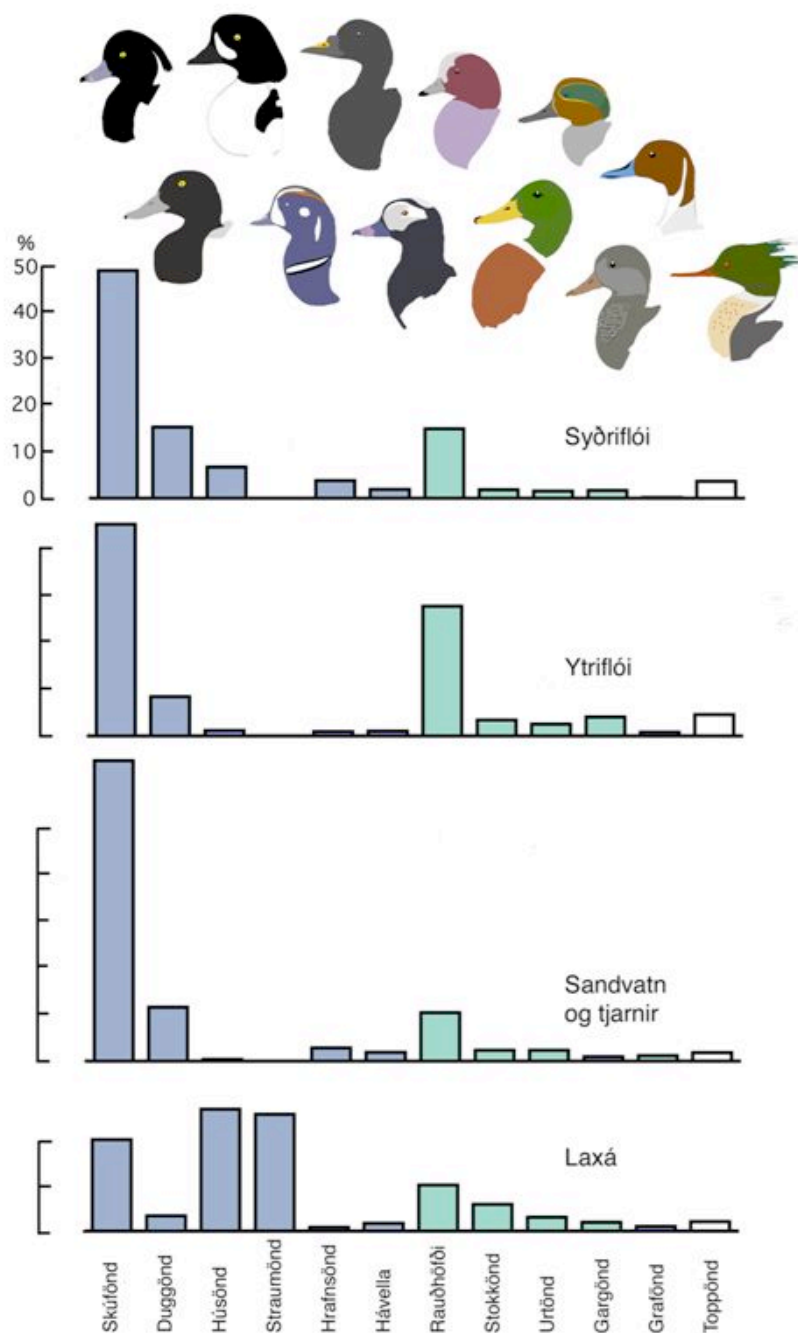 %
50
40
30
20
10
0
Syðriflói
Ytriflói
Sandvatn
og tjarnir
Laxá
Skúfönd
Duggönd
Húsönd
Straumönd
Hrafnsönd
Hávella
Rauðhöfði
Stokkönd
Urtönd
Gargönd
Grafönd
Toppönd